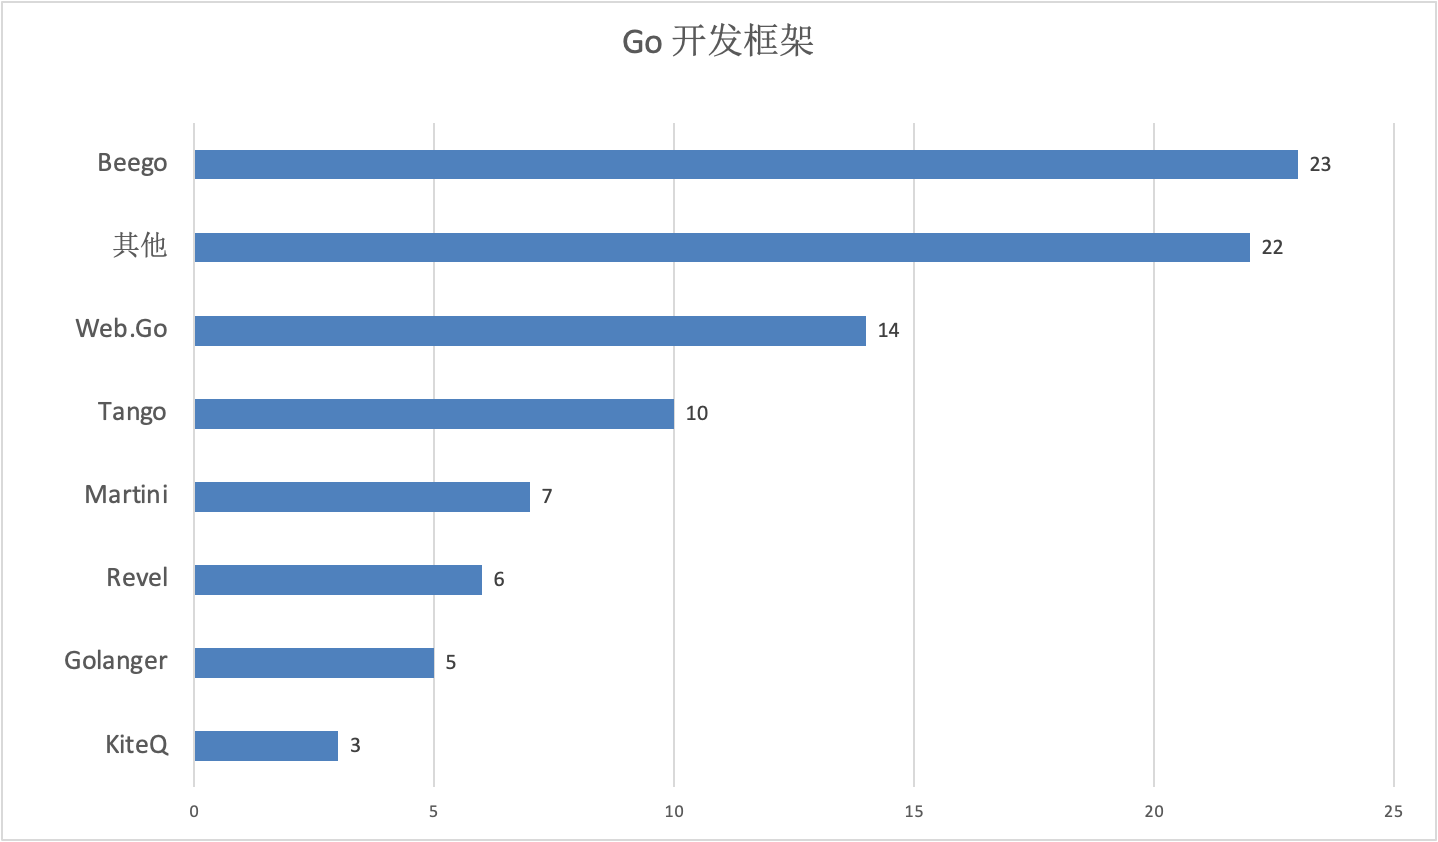 Go 开发框架
Beego 23
其他 22
Web.Go 14
Tango 10
Martini 7
Revel 6
Golanger 5
KiteQ 3
0 5 10 15 20 25